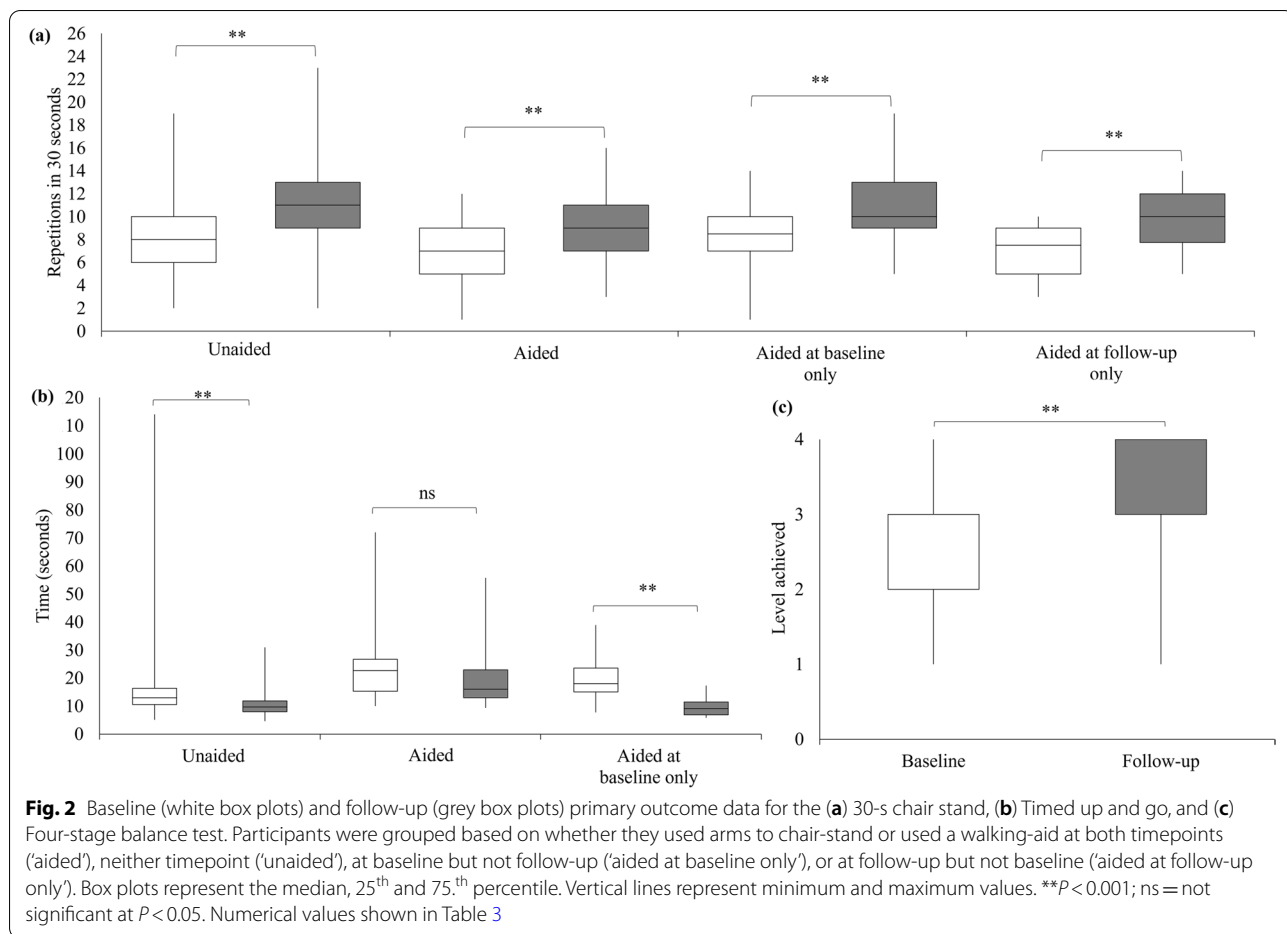 (a)
Repetitions in 30 seconds
26
24
22
20
18
16
14
12
10
8
6
4
2
0
**
**
**
**
Unaided
Aided
Aided at baseline
only
Aided at follow-up
only
(b)
Time (seconds)
20
10
100
90
80
70
60
50
40
30
20
10
0
**
ns
**
Unaided
Aided
Aided at
baseline only
(c)
Level achieved
4
3
2
1
0
**
Baseline
Follow-up
Fig. 2 Baseline (white box plots) and follow-up (grey box plots) primary outcome data for the (a) 30-s chair stand, (b) Timed up and go, and (c)
Four-stage balance test. Participants were grouped based on whether they used arms to chair-stand or used a walking-aid at both timepoints
(‘aided’), neither timepoint (‘unaided’), at baseline but not follow-up (‘aided at baseline only’), or at follow-up but not baseline (‘aided at follow-up
only’). Box plots represent the median, 25th and 75.th percentile. Vertical lines represent minimum and maximum values. **P < 0.001; ns = not
significant at P < 0.05. Numerical values shown in Table 3